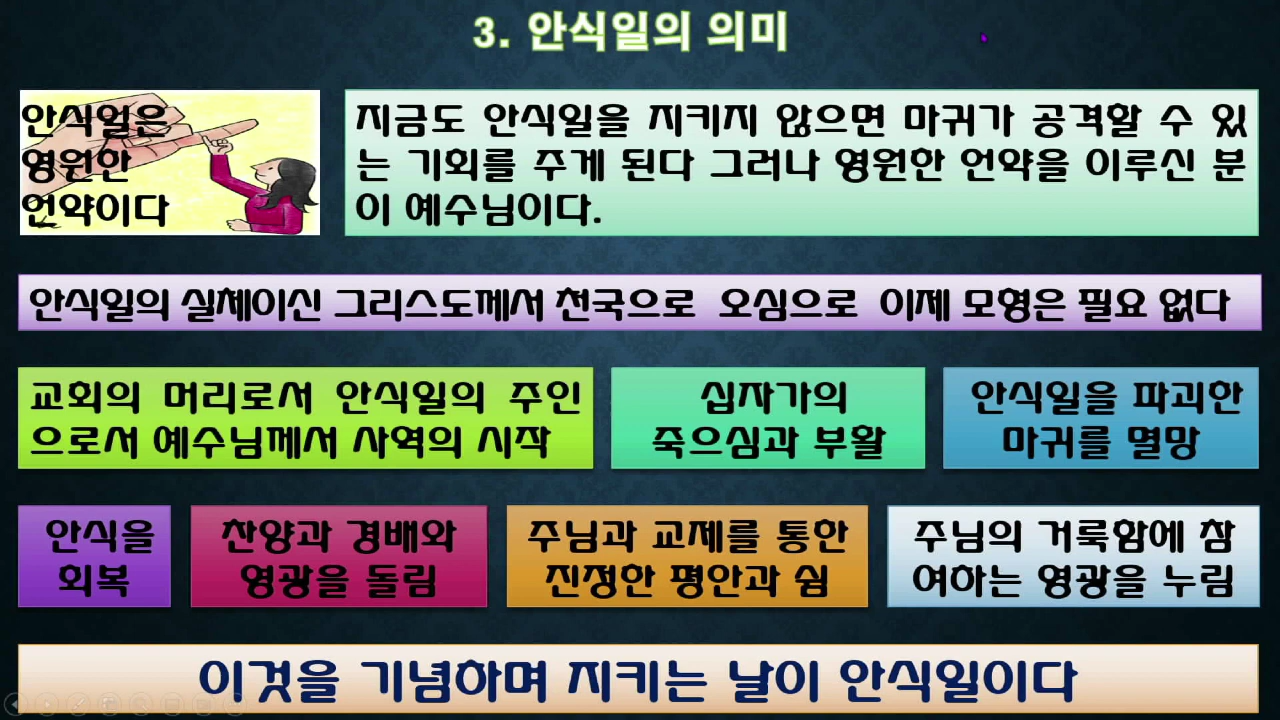 3. 안식일의 의미
안식일은
영원한
언약이다
지금도 안식일을 지키지 않으면 마귀가 공격할 수 있
는 기회를 주게 된다 그러나 영원한 언약을 이루신 분
이 예수님이다.
안식일의 실체이신 그리스도께서 천국으로 오심으로 이제 모형은 필요 없다
교회의 머리로서 안식일의 주인
으로서 예수님께서 사역의 시작
십자가의
죽으심과 부활
안식일을 파괴한
마귀를 멸망
안식을
회복
찬양과 경배와
영광을 돌림
주님과 교제를 통한
진정한 평안과 쉼
주님의 거룩함에 참
여하는 영광을 누림
이것을 기념하며 지키는 날이 안식일이다